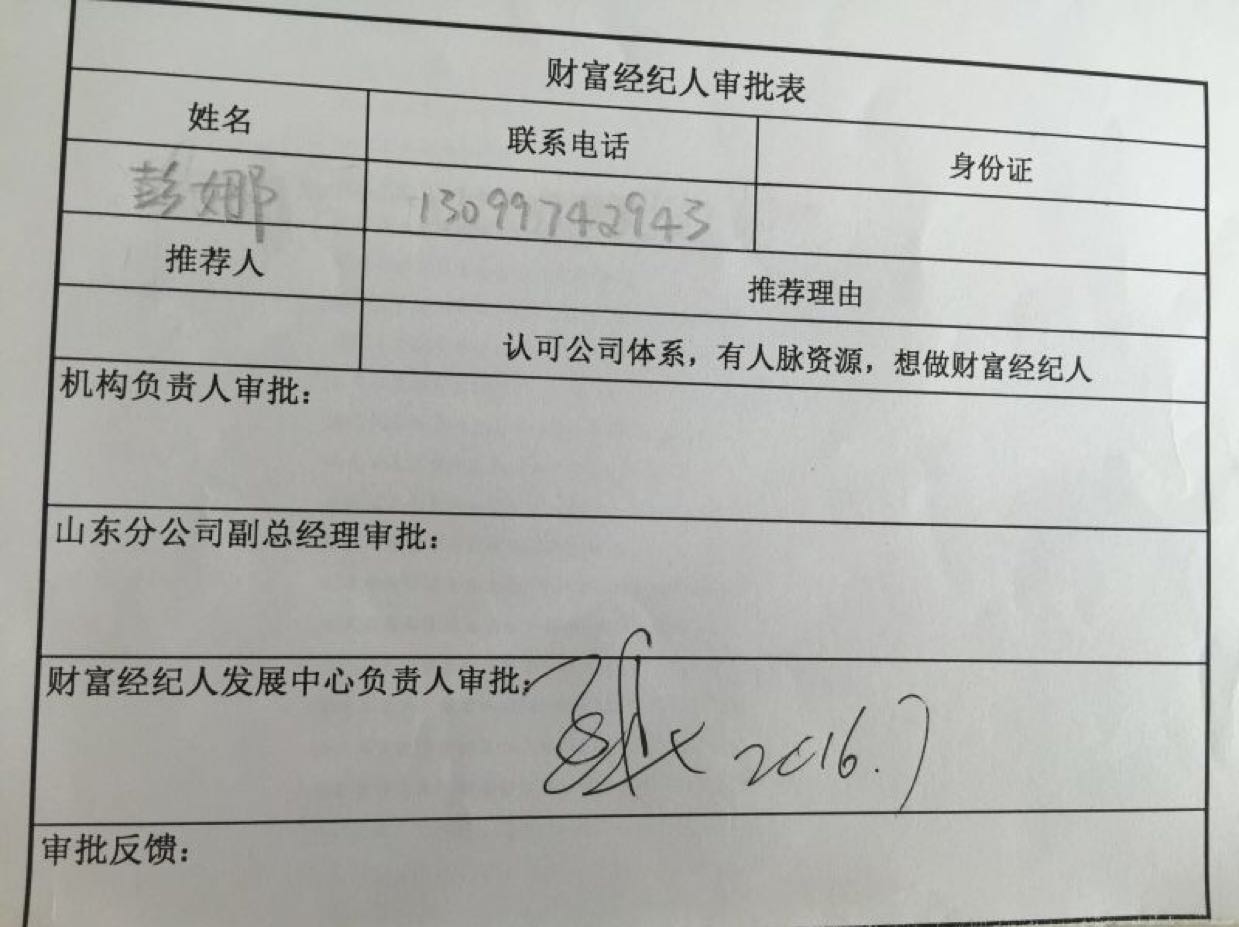 财富经纪人审批表
姓名 联系电话 身份证
彭娜 13099742943
推荐人 推荐理由
认可公司体系，有人脉资源，想做财富经纪人
机构负责人审批：
山东分公司副总经理审批：
财富经纪人发展中心负责人审批： 2016.7
审批反馈：